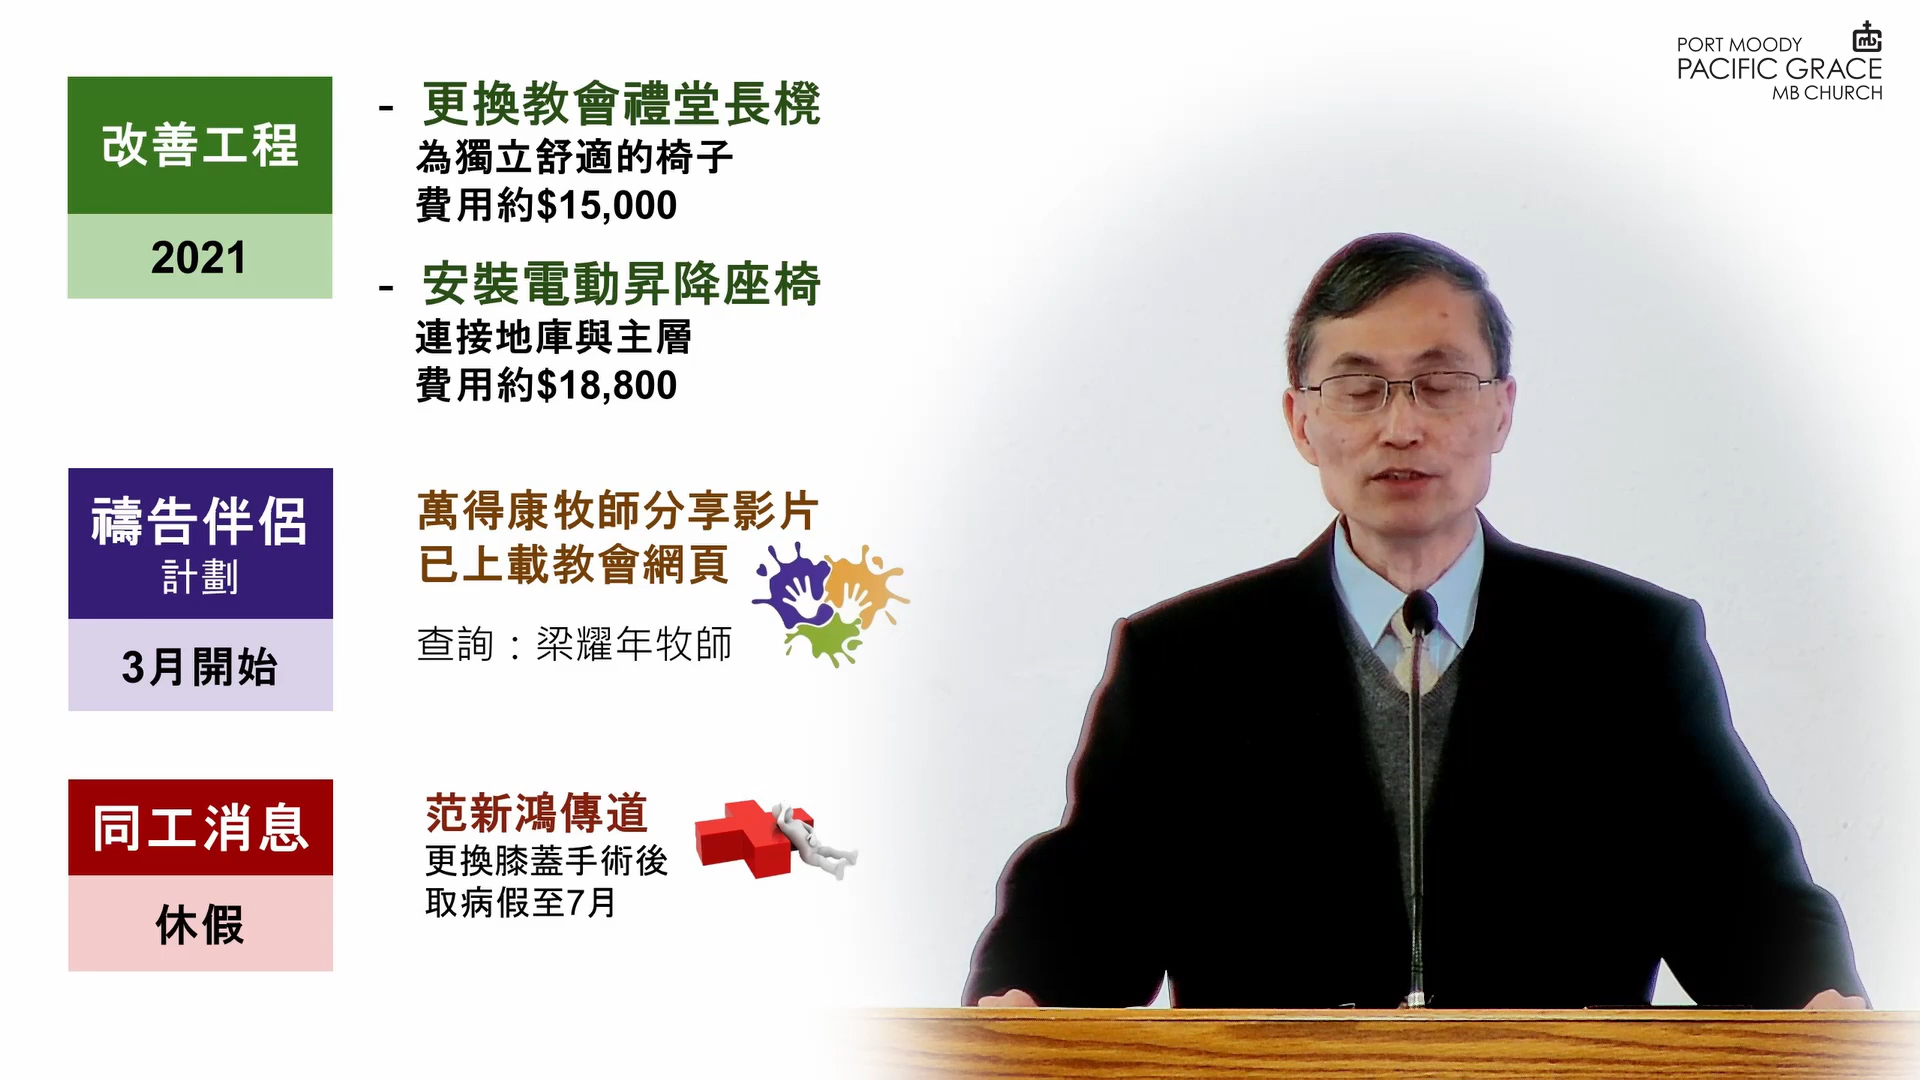 PORT MOODY
PACIFIC GRACE
MB CHURCH
改善工程
2021
- 更換教會禮堂長櫈
為獨立舒適的椅子
費用約$15,000
- 安裝電動昇降座椅
連接地庫與主層
費用約$18,800
禱告伴侶
計劃
3月開始
萬得康牧師分享影片
已上載教會網頁
查詢：梁耀年牧師
同工消息
休假
范新鴻傳道
更換膝蓋手術後
取病假至7月